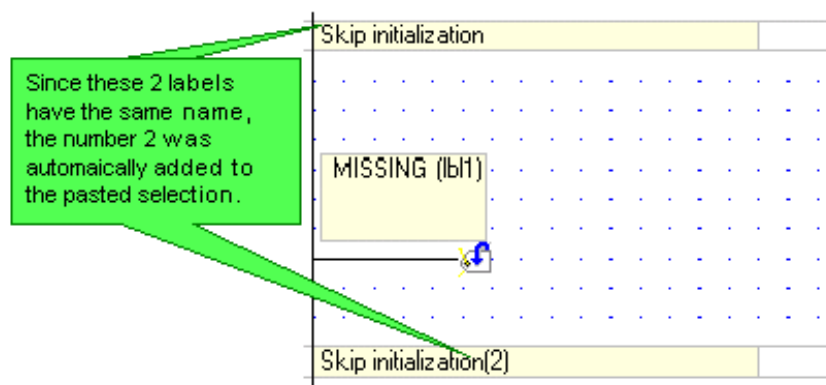 Skip initialization
Since these 2 labels
have the same name,
the number 2 was
automaically added to
the pasted selection.
MISSING (lbl1)
Skip initialization(2)